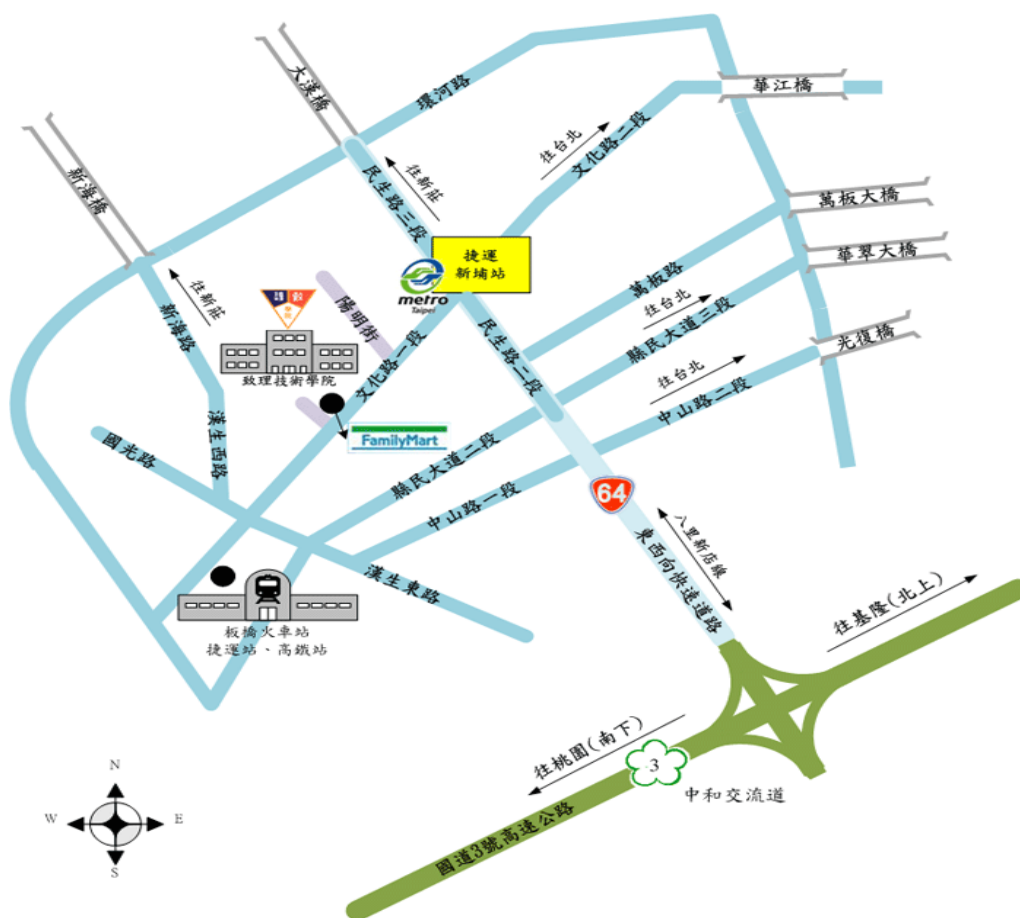 大漢橋
環河路
華江橋
文化路二段
往台北
新海橋
民生路三段
往新莊
萬板大橋
捷運
新埔站
metro
Taipei
華翠大橋
萬板路
往台北
縣民大道三段
往新莊
新海路
陽明街
致理技術學院
文化路一段
民生路二段
光復橋
往台北
中山路二段
FamilyMart
國光路
漢生西路
縣民大道二段
中山路一段
64
八里新店線
東西向快速道路
漢生東路
板橋火車站
捷運站、高鐵站
往基隆(北上)
往桃園(南下)
3
中和交流道
國道3號高速公路
N
W
E
S